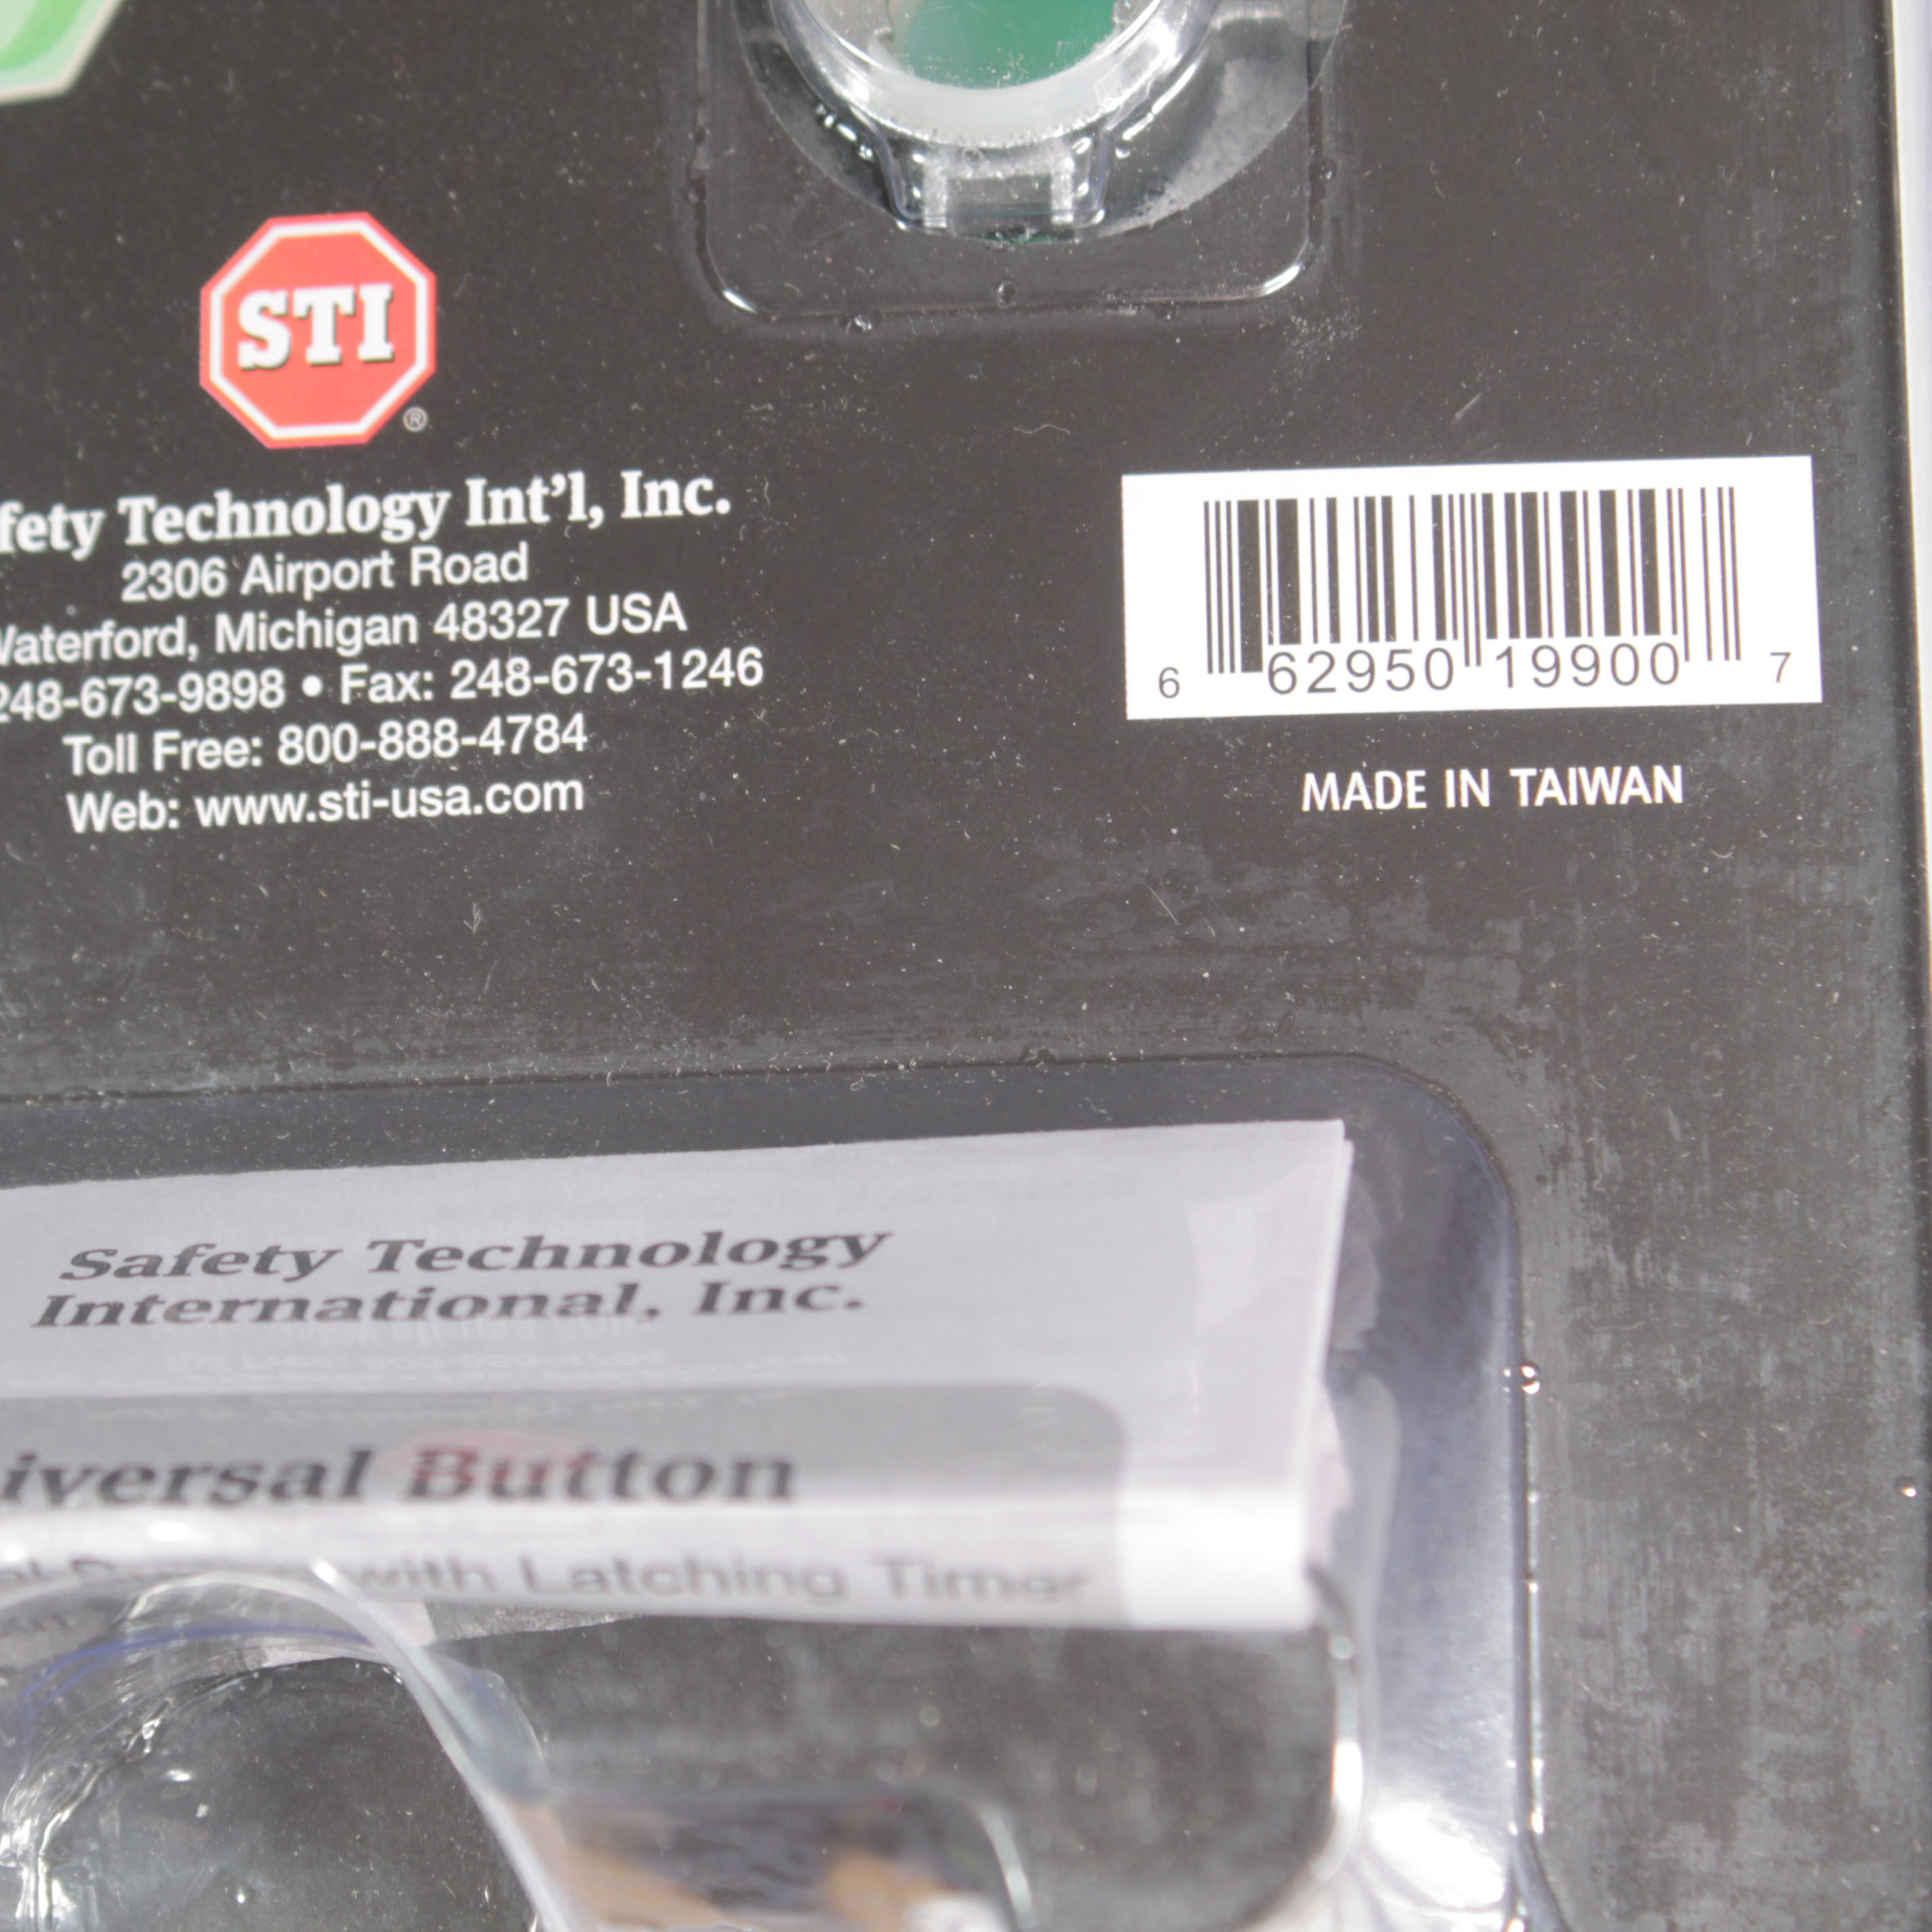 STI
®
fety Technology Int'l, Inc.
2306 Airport Road
Waterford, Michigan 48327 USA
248-673-9898 • Fax: 248-673-1246
Toll Free: 800-888-4784
Web: www.sti-usa.com
6 62950 19900 7
MADE IN TAIWAN
Safety Technology
International, Inc.
iversal Button
with Latching Timer